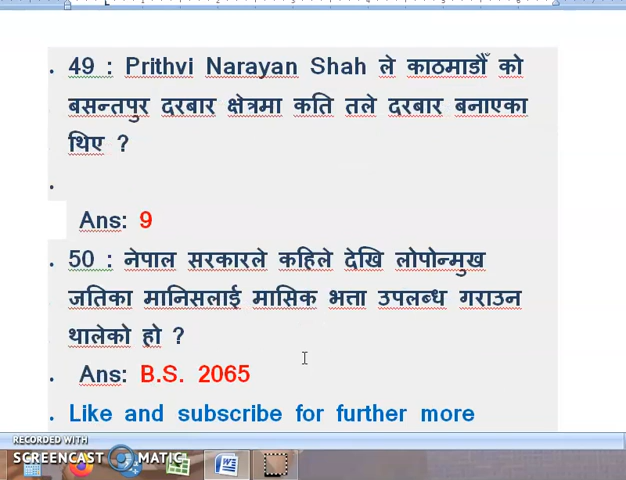 49 : Prithvi Narayan Shah ले काठमाडौँ को
बसन्तपुर दरबार क्षेत्रमा कति तले दरबार बनाएका
थिए ?
Ans: 9
50 : नेपाल सरकारले कहिले देखि लोपोन्मुख
जतिका मानिसलाई मासिक भत्ता उपलब्ध गराउन
थालेको हो ?
Ans: B.S. 2065
Like and subscribe for further more
RECORDED WITH
SCREENCAST MATIC